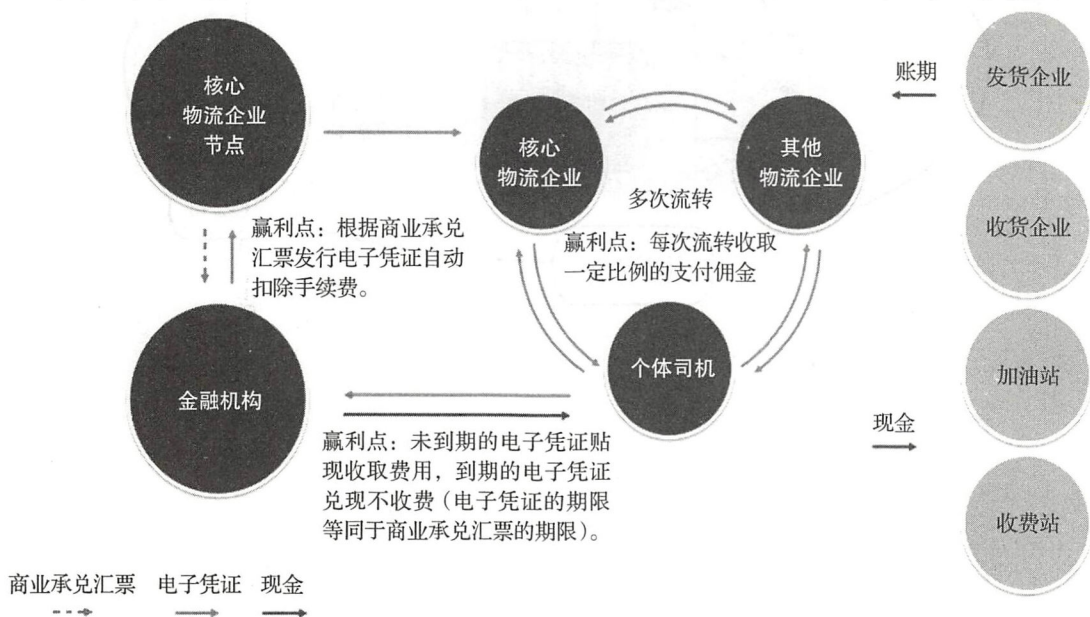 核心
物流企业
节点
核心
物流企业
其他
物流企业
多次流转
赢利点：每次流转收取
一定比例的支付佣金
赢利点：根据商业承兑
汇票发行电子凭证自动
扣除手续费。
金融机构
个体司机
赢利点：未到期的电子凭证贴
现收取费用，到期的电子凭证
兑现不收费（电子凭证的期限
等同于商业承兑汇票的期限）。
账期
发货企业
收货企业
加油站
现金
收费站
商业承兑汇票 电子凭证 现金